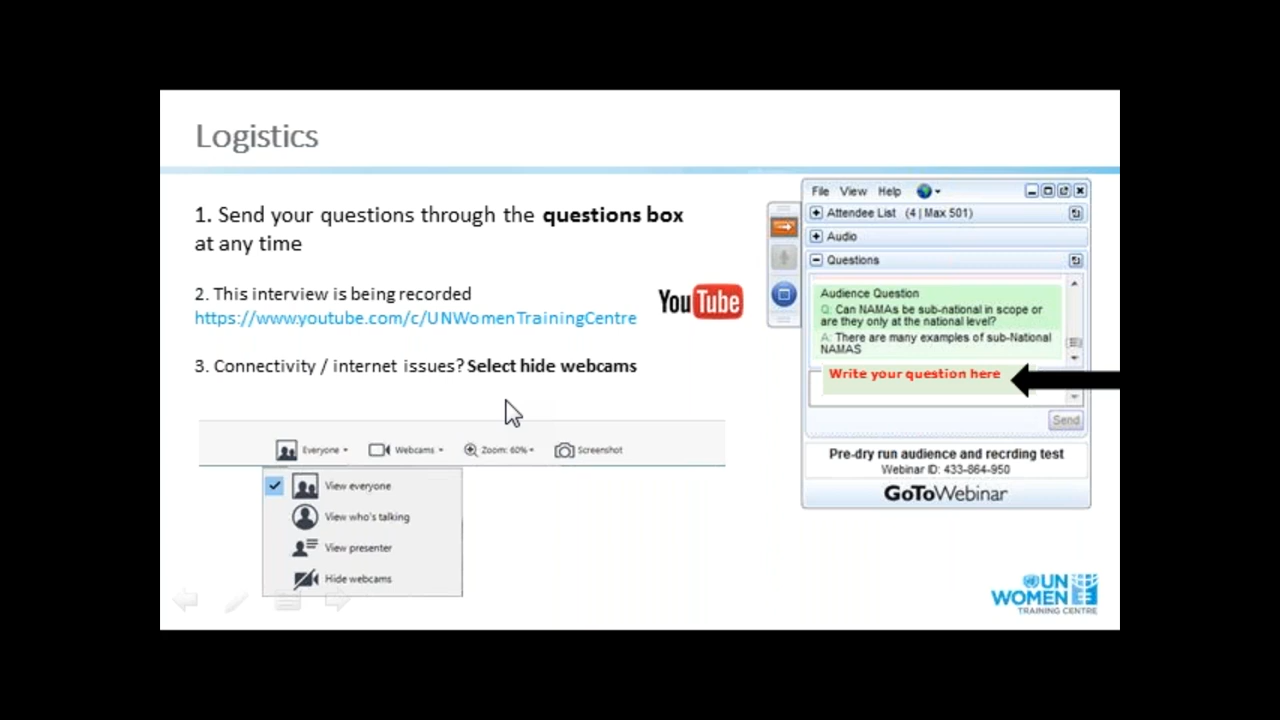 Logistics
1. Send your questions through the questions box
at any time
2. This interview is being recorded
https://www.youtube.com/c/UNWomenTrainingCentre
YouTube
3. Connectivity / internet issues? Select hide webcams
Everyone
Webcams
Zoom: 60%
Screenshot
View everyone
View who's talking
View presenter
Hide webcams
File View Help
Attendee List (4 | Max 501)
Audio
Questions
Audience Question
Q: Can NAMAs be sub-national in scope or
are they only at the national level?
A: There are many examples of sub-National
NAMAS
Write your question here
Send
Pre-dry run audience and recrding test
Webinar ID: 433-864-950
GoToWebinar
UN
WOMEN
TRAINING CENTRE